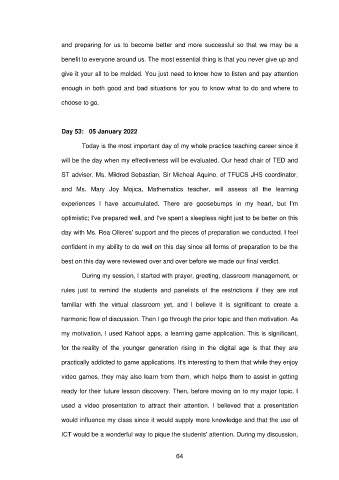 and preparing for us to become better and more successful so that we may be a
benefit to everyone around us. The most essential thing is that you never give up and
give it your all to be molded. You just need to know how to listen and pay attention
enough in both good and bad situations for you to know what to do and where to
choose to go.
Day 53: 05 January 2022
Today is the most important day of my whole practice teaching career since it
will be the day when my effectiveness will be evaluated. Our head chair of TED and
ST adviser, Ms. Mildred Sebastian, Sir Micheal Aquino, of TFUCS JHS coordinator,
and Ms. Mary Joy Mojica, Mathematics teacher, will assess all the learning
experiences I have accumulated. There are goosebumps in my heart, but I'm
optimistic; I've prepared well, and I've spent a sleepless night just to be better on this
day with Ms. Rea Olleres' support and the pieces of preparation we conducted. I feel
confident in my ability to do well on this day since all forms of preparation to be the
best on this day were reviewed over and over before we made our final verdict.
During my session, I started with prayer, greeting, classroom management, or
rules just to remind the students and panelists of the restrictions if they are not
familiar with the virtual classroom yet, and I believe it is significant to create a
harmonic flow of discussion. Then I go through the prior topic and then motivation. As
my motivation, I used Kahoot apps, a learning game application. This is significant,
for the reality of the younger generation rising in the digital age is that they are
practically addicted to game applications. It's interesting to them that while they enjoy
video games, they may also learn from them, which helps them to assist in getting
ready for their future lesson discovery. Then, before moving on to my major topic, I
used a video presentation to attract their attention. I believed that a presentation
would influence my class since it would supply more knowledge and that the use of
ICT would be a wonderful way to pique the students' attention. During my discussion,
64